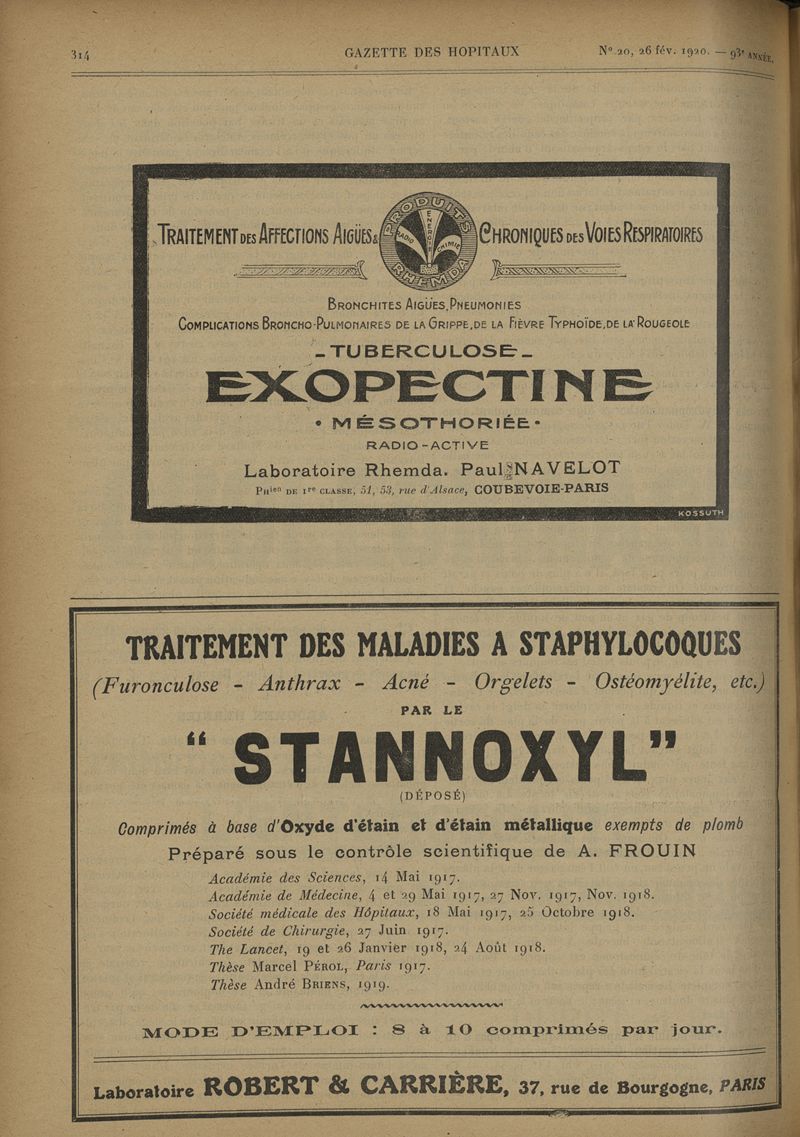 314 GAZETTE DES HOPITAUX Nº 20, 26 fév. 1920. — 93e ANNÉE.
TRAITEMENT DES AFFECTIONS AIGÜES & CHRONIQUES DES VOIES RESPIRATOIRES
PRODUITS
ENERGIE
RADIO
CHIMIE
RHEMDA
BRONCHITES AIGÜES, PNEUMONIES
COMPLICATIONS BRONCHO-PULMONAIRES DE LA GRIPPE, DE LA FIÈVRE TYPHOÏDE, DE LA ROUGEOLE
– TUBERCULOSE –
EXOPECTINE
• MÉSOTHORIÉE •
RADIO-ACTIVE
Laboratoire Rhemda. Paul NAVELOT
PHien DE 1re CLASSE, 51, 53, rue d'Alsace, COUBEVOIE-PARIS
KOSSUTH
TRAITEMENT DES MALADIES A STAPHYLOCOQUES
(Furonculose - Anthrax - Acné - Orgelets - Ostéomyélite, etc.)
PAR LE
“ STANNOXYL”
(DÉPOSÉ)
Comprimés à base d'Oxyde d'étain et d'étain métallique exempts de plomb
Préparé sous le contrôle scientifique de A. FROUIN
Académie des Sciences, 14 Mai 1917.
Académie de Médecine, 4 et 29 Mai 1917, 27 Nov. 1917, Nov. 1918.
Société médicale des Hôpitaux, 18 Mai 1917, 25 Octobre 1918.
Société de Chirurgie, 27 Juin 1917.
The Lancet, 19 et 26 Janvier 1918, 24 Août 1918.
Thèse Marcel PÉROL, Paris 1917.
Thèse André BRIENS, 1919.
MODE D'EMPLOI : 8 à 10 comprimés par jour.
Laboratoire ROBERT & CARRIÈRE, 37, rue de Bourgogne, PARIS